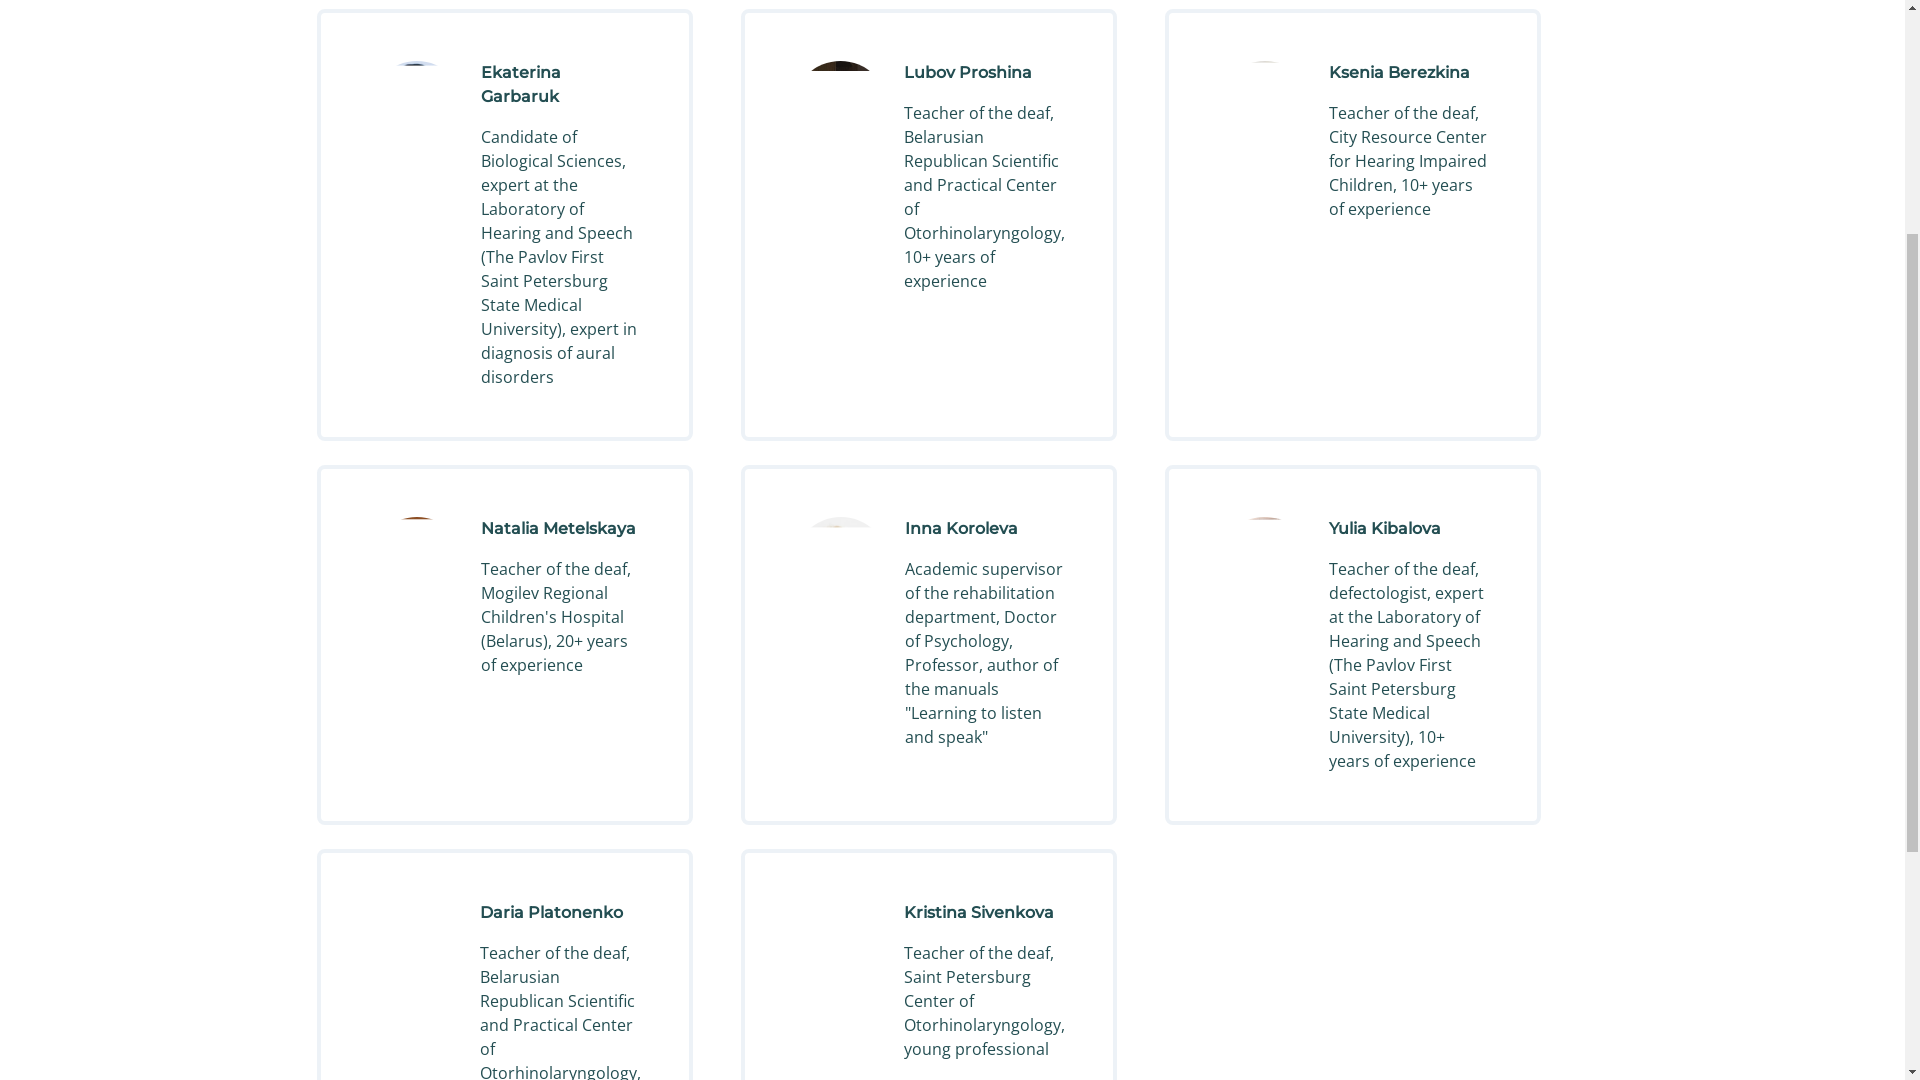 Ekaterina
Garbaruk
Candidate of
Biological Sciences,
expert at the
Laboratory of
Hearing and Speech
(The Pavlov First
Saint Petersburg
State Medical
University), expert in
diagnosis of aural
disorders
Lubov Proshina
Teacher of the deaf,
Belarusian
Republican Scientific
and Practical Center
of
Otorhinolaryngology,
10+ years of
experience
Ksenia Berezkina
Teacher of the deaf,
City Resource Center
for Hearing Impaired
Children, 10+ years
of experience
Natalia Metelskaya
Teacher of the deaf,
Mogilev Regional
Children's Hospital
(Belarus), 20+ years
of experience
Inna Koroleva
Academic supervisor
of the rehabilitation
department, Doctor
of Psychology,
Professor, author of
the manuals
"Learning to listen
and speak"
Yulia Kibalova
Teacher of the deaf,
defectologist, expert
at the Laboratory of
Hearing and Speech
(The Pavlov First
Saint Petersburg
State Medical
University), 10+
years of experience
Daria Platonenko
Teacher of the deaf,
Belarusian
Republican Scientific
and Practical Center
of
Otorhinolaryngology,
Kristina Sivenkova
Teacher of the deaf,
Saint Petersburg
Center of
Otorhinolaryngology,
young professional